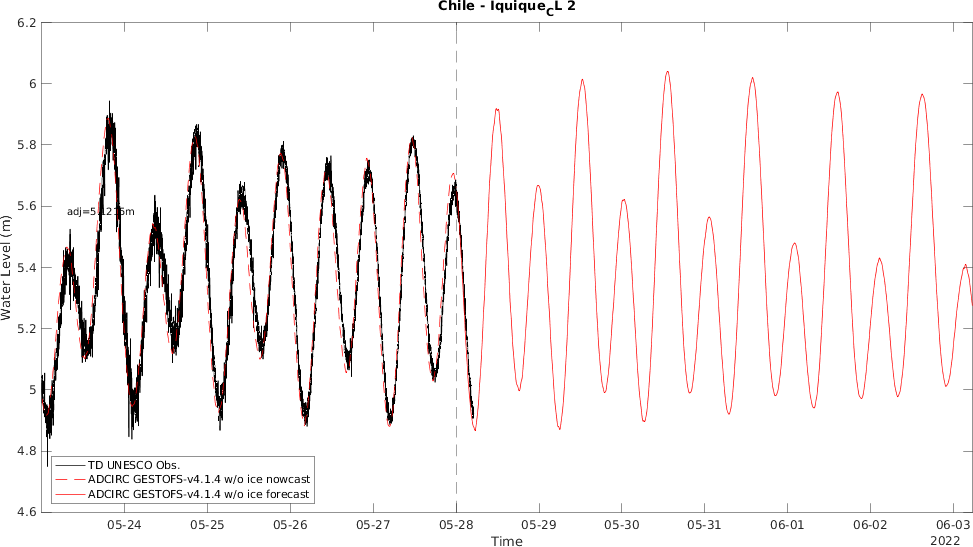 Chile - Iquique_CL 2
6.2
6
5.8
5.6
5.4
5.2
5
4.8
4.6
Water Level (m)
TD UNESCO Obs.
ADCIRC GESTOFS-v4.1.4 w/o ice nowcast
ADCIRC GESTOFS-v4.1.4 w/o ice forecast
05-24 05-25 05-26 05-27 05-28 05-29 05-30 05-31 06-01 06-02 06-03
Time
2022